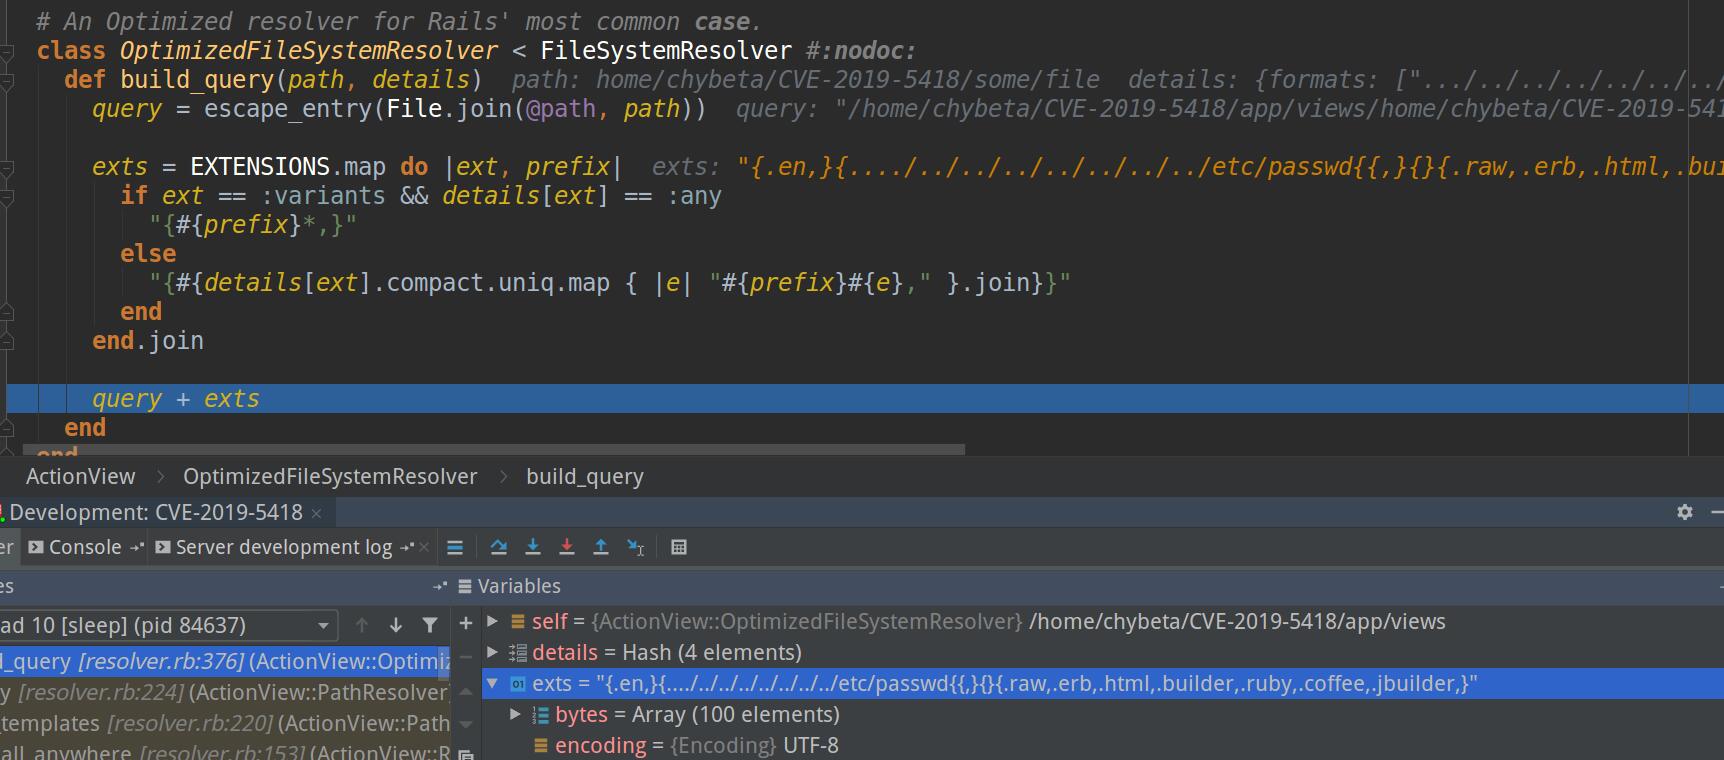 # An Optimized resolver for Rails' most common case.
class OptimizedFileSystemResolver < FileSystemResolver #:nodoc:
def build_query(path, details) path: home/chybeta/CVE-2019-5418/some/file details: {formats: [".../../../../../../../
query = escape_entry(File.join(@path, path)) query: "/home/chybeta/CVE-2019-5418/app/views/home/chybeta/CVE-2019-541
exts = EXTENSIONS.map do |ext, prefix| exts: "{.en,}{..../../../../../../../../etc/passwd{{,}{}{.raw,.erb,.html,.bui
if ext == :variants && details[ext] == :any
"{#{prefix}*,}"
else
"{#{details[ext].compact.uniq.map { |e| "#{prefix}#{e}," }.join}}"
end
end.join
query + exts
end
end
ActionView OptimizedFileSystemResolver build_query
Development: CVE-2019-5418 ×
er Console Server development log ×
es Variables
ad 10 [sleep] (pid 84637)
self = {ActionView::OptimizedFileSystemResolver} /home/chybeta/CVE-2019-5418/app/views
details = Hash (4 elements)
d_query [resolver.rb:376] (ActionView::Optimiz
exts = "{.en,}{..../../../../../../../../etc/passwd{{,}{}{.raw,.erb,.html,.builder,.ruby,.coffee,.jbuilder,}"
y [resolver.rb:224] (ActionView::PathResolver
bytes = Array (100 elements)
_templates [resolver.rb:220] (ActionView::Path
encoding = {Encoding} UTF-8
all_anywhere [resolver.rb:153] (ActionView::R